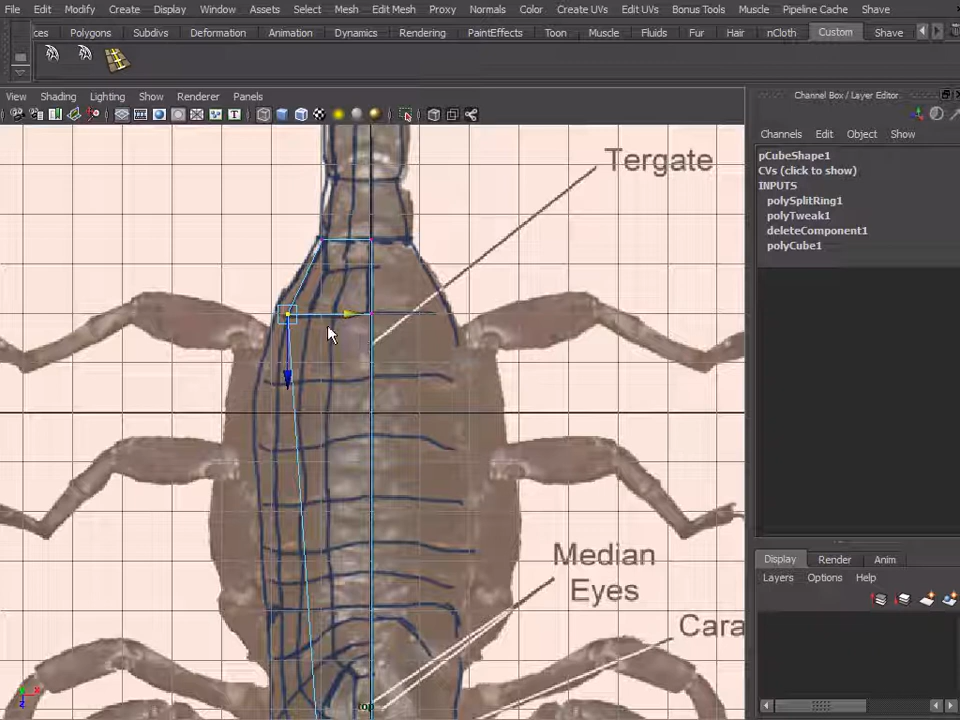 File Edit Modify Create Display Window Assets Select Mesh Edit Mesh Proxy Normals Color Create UVs Edit UVs Bonus Tools Muscle Pipeline Cache Shave
ces Polygons Subdivs Deformation Animation Dynamics Rendering PaintEffects Toon Muscle Fluids Fur Hair nCloth Custom Shave
View Shading Lighting Show Renderer Panels
Channel Box / Layer Editor
Channels Edit Object Show
pCubeShape1
CVs (click to show)
INPUTS
polySplitRing1
polyTweak1
deleteComponent1
polyCube1
Tergate
Median
Eyes
Cara
top
Display Render Anim
Layers Options Help